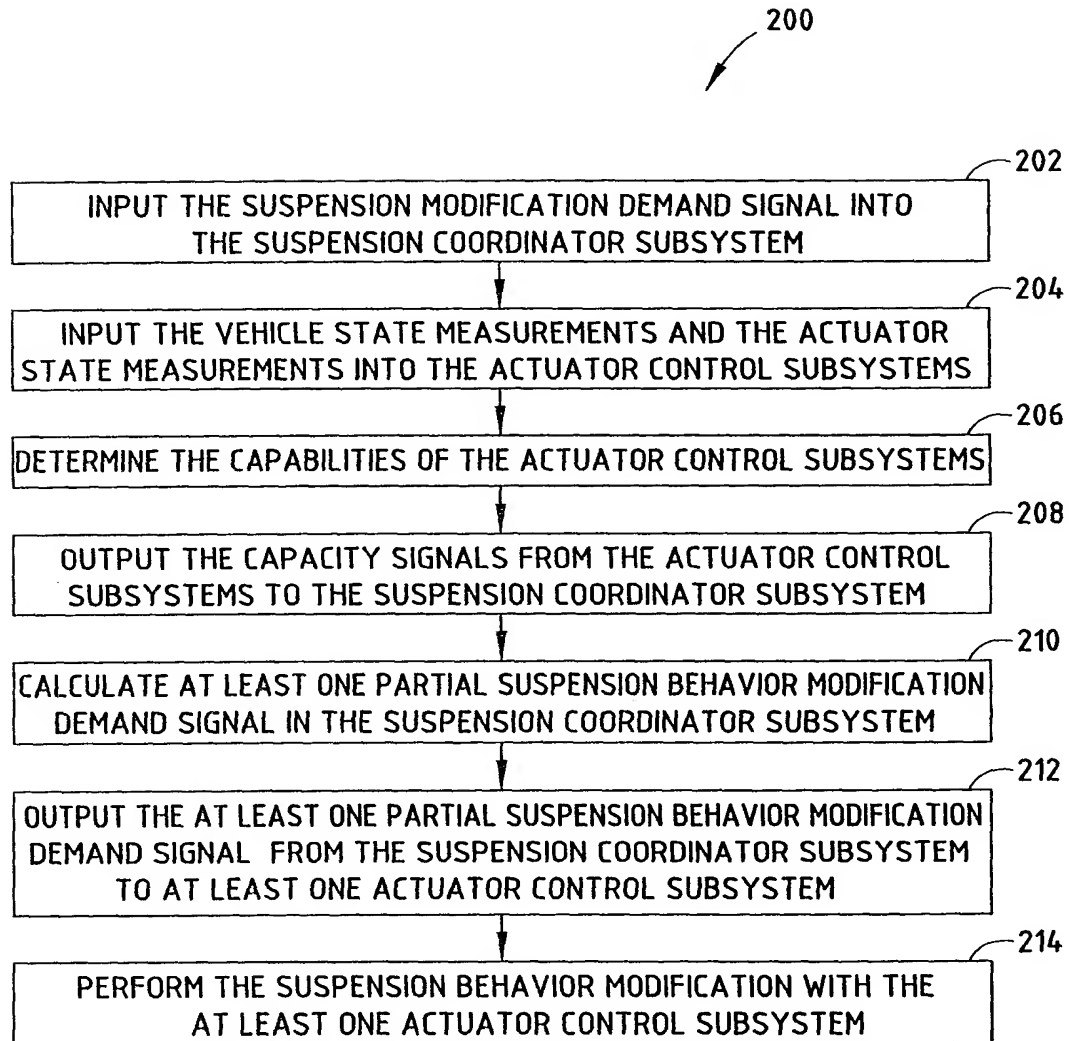 200
202
INPUT THE SUSPENSION MODIFICATION DEMAND SIGNAL INTO
THE SUSPENSION COORDINATOR SUBSYSTEM
204
INPUT THE VEHICLE STATE MEASUREMENTS AND THE ACTUATOR
STATE MEASUREMENTS INTO THE ACTUATOR CONTROL SUBSYSTEMS
206
DETERMINE THE CAPABILITIES OF THE ACTUATOR CONTROL SUBSYSTEMS
208
OUTPUT THE CAPACITY SIGNALS FROM THE ACTUATOR CONTROL
SUBSYSTEMS TO THE SUSPENSION COORDINATOR SUBSYSTEM
210
CALCULATE AT LEAST ONE PARTIAL SUSPENSION BEHAVIOR MODIFICATION
DEMAND SIGNAL IN THE SUSPENSION COORDINATOR SUBSYSTEM
212
OUTPUT THE AT LEAST ONE PARTIAL SUSPENSION BEHAVIOR MODIFICATION
DEMAND SIGNAL FROM THE SUSPENSION COORDINATOR SUBSYSTEM
TO AT LEAST ONE ACTUATOR CONTROL SUBSYSTEM
214
PERFORM THE SUSPENSION BEHAVIOR MODIFICATION WITH THE
AT LEAST ONE ACTUATOR CONTROL SUBSYSTEM